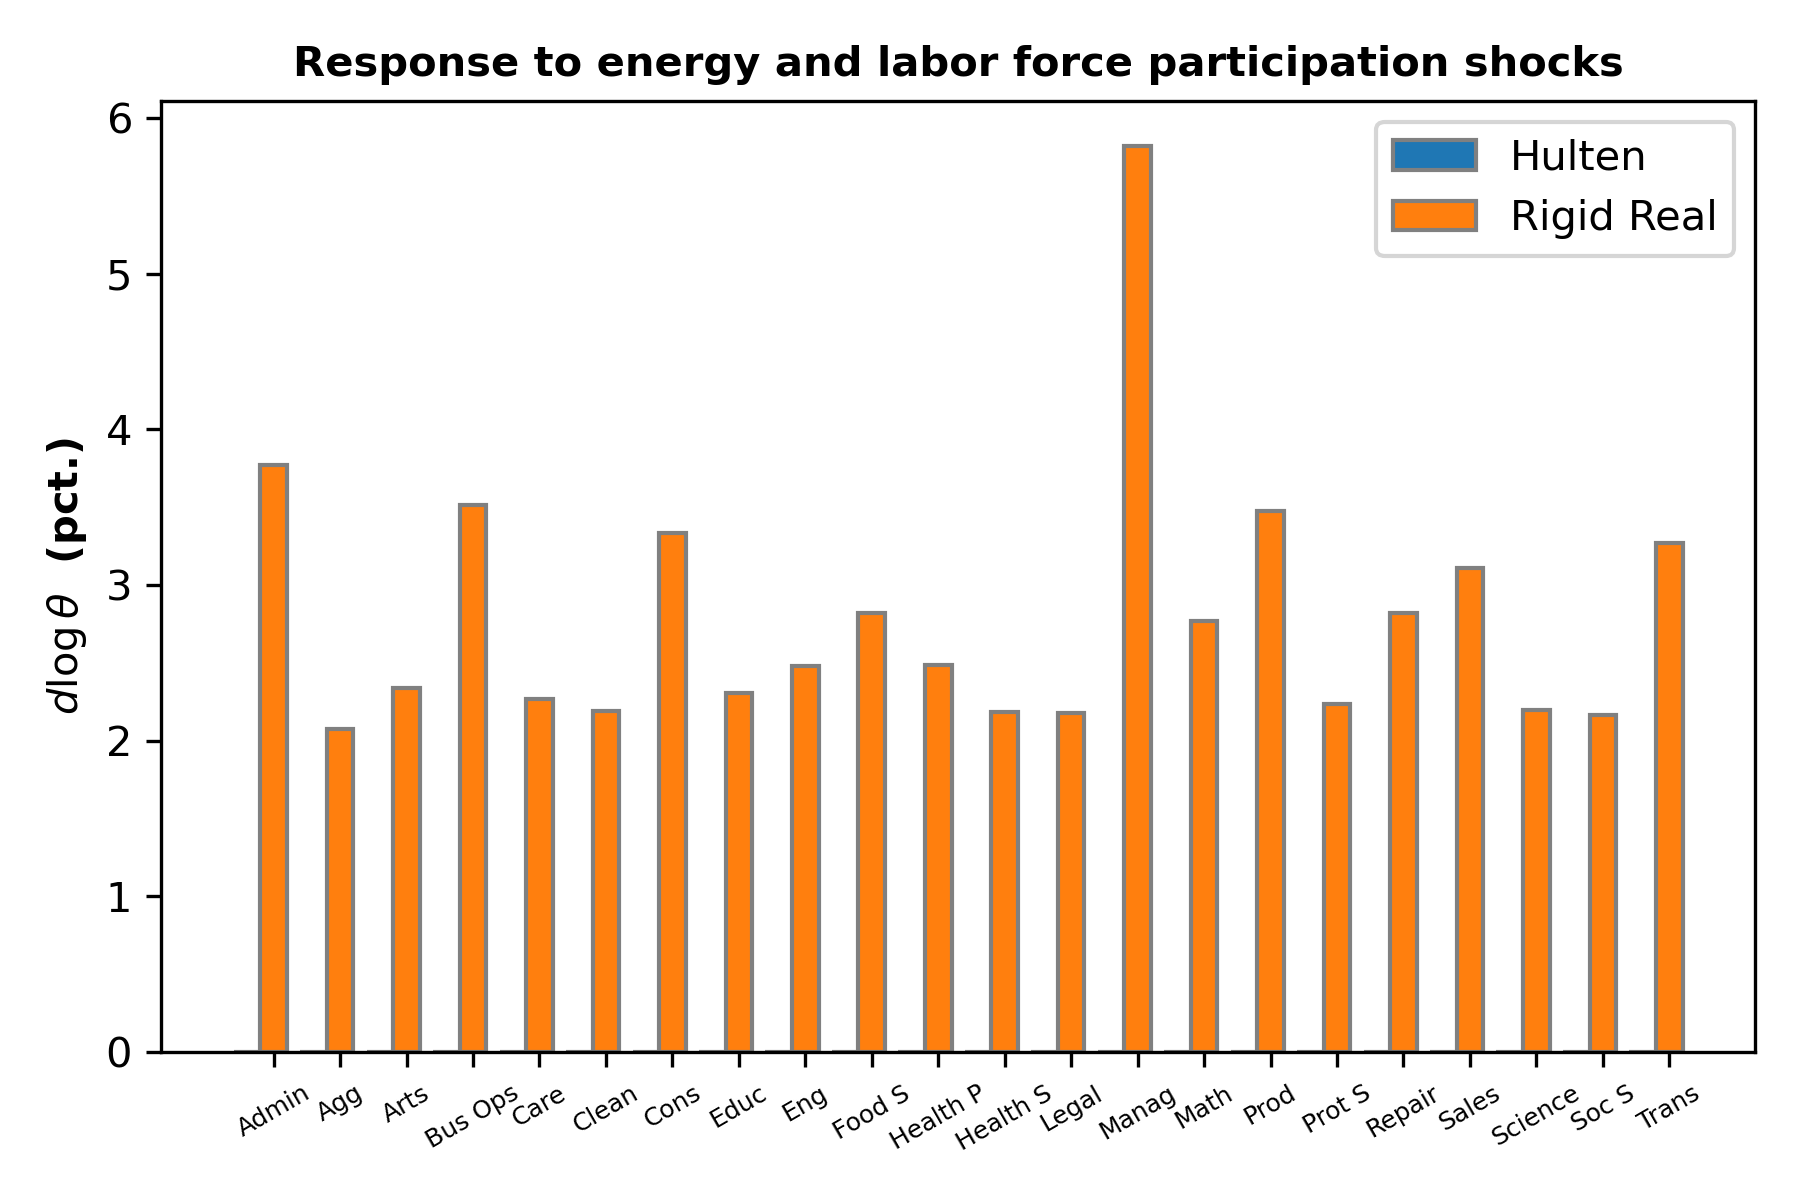 Response to energy and labor force participation shocks
Hulten
Rigid Real
d log θ (pct.)
6
5
4
3
2
1
0
Admin Agg Arts Bus Ops Care Clean Cons Educ Eng Food S Health P Health S Legal Manag Math Prod Prot S Repair Sales Science Soc S Trans